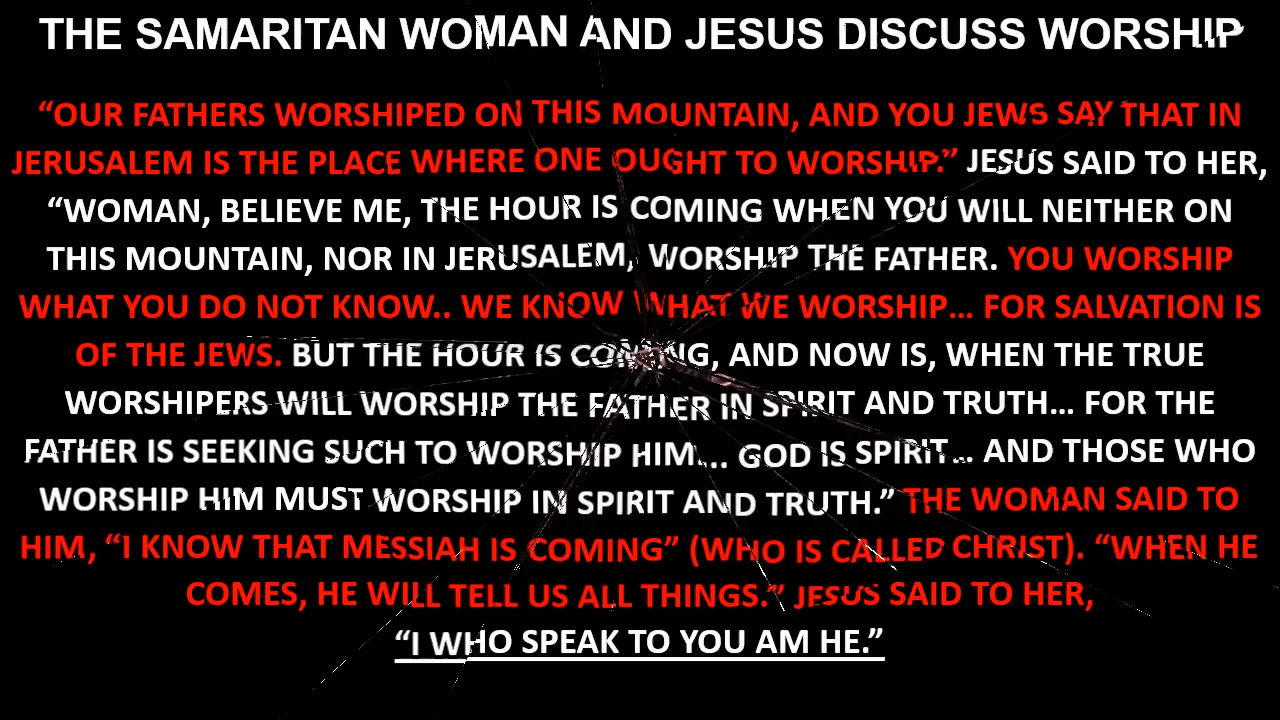 THE SAMARITAN WOMAN AND JESUS DISCUSS WORSHIP
“OUR FATHERS WORSHIPED ON THIS MOUNTAIN, AND YOU JEWS SAY THAT IN
JERUSALEM IS THE PLACE WHERE ONE OUGHT TO WORSHIP.” JESUS SAID TO HER,
“WOMAN, BELIEVE ME, THE HOUR IS COMING WHEN YOU WILL NEITHER ON
THIS MOUNTAIN, NOR IN JERUSALEM, WORSHIP THE FATHER. YOU WORSHIP
WHAT YOU DO NOT KNOW.. WE KNOW WHAT WE WORSHIP... FOR SALVATION IS
OF THE JEWS. BUT THE HOUR IS COMING, AND NOW IS, WHEN THE TRUE
WORSHIPERS WILL WORSHIP THE FATHER IN SPIRIT AND TRUTH... FOR THE
FATHER IS SEEKING SUCH TO WORSHIP HIM... GOD IS SPIRIT... AND THOSE WHO
WORSHIP HIM MUST WORSHIP IN SPIRIT AND TRUTH.” THE WOMAN SAID TO
HIM, “I KNOW THAT MESSIAH IS COMING” (WHO IS CALLED CHRIST). “WHEN HE
COMES, HE WILL TELL US ALL THINGS.” JESUS SAID TO HER,
“I WHO SPEAK TO YOU AM HE.”